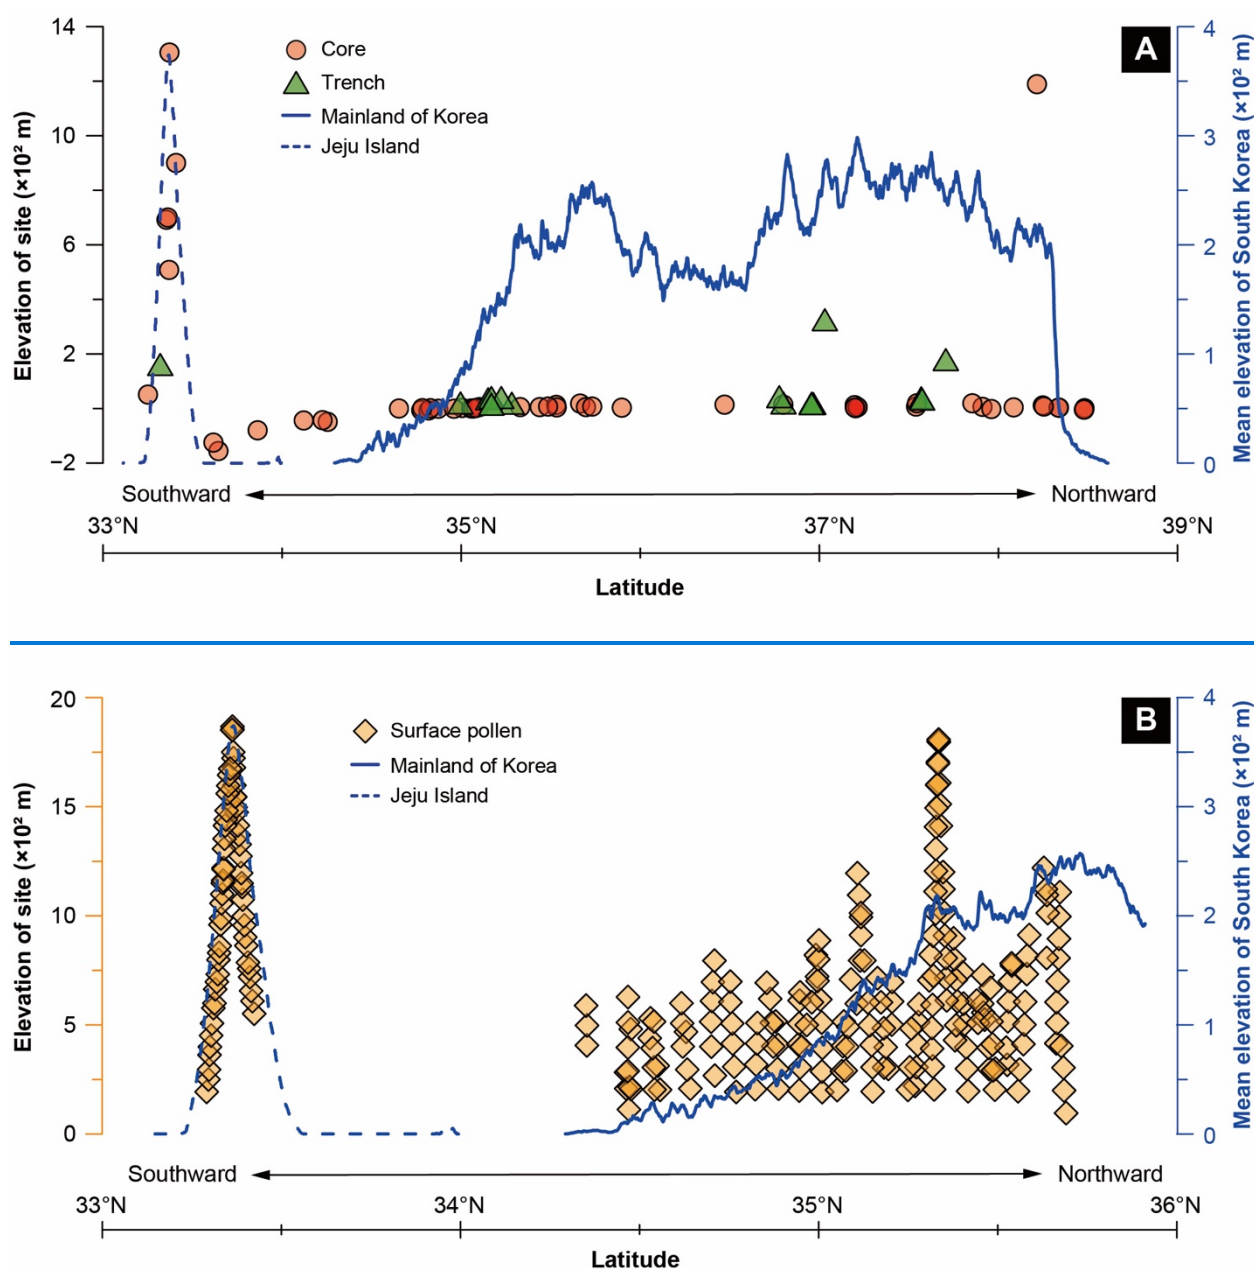 14
10
6
2
−2
Elevation of site (×10² m)
Core
Trench
Mainland of Korea
Jeju Island
A
4
3
2
1
0
Mean elevation of South Korea (×10² m)
Southward
Northward
33°N
35°N
37°N
39°N
Latitude
20
15
10
5
0
Elevation of site (×10² m)
Surface pollen
Mainland of Korea
Jeju Island
B
4
3
2
1
0
Mean elevation of South Korea (×10² m)
Southward
Northward
33°N
34°N
35°N
36°N
Latitude